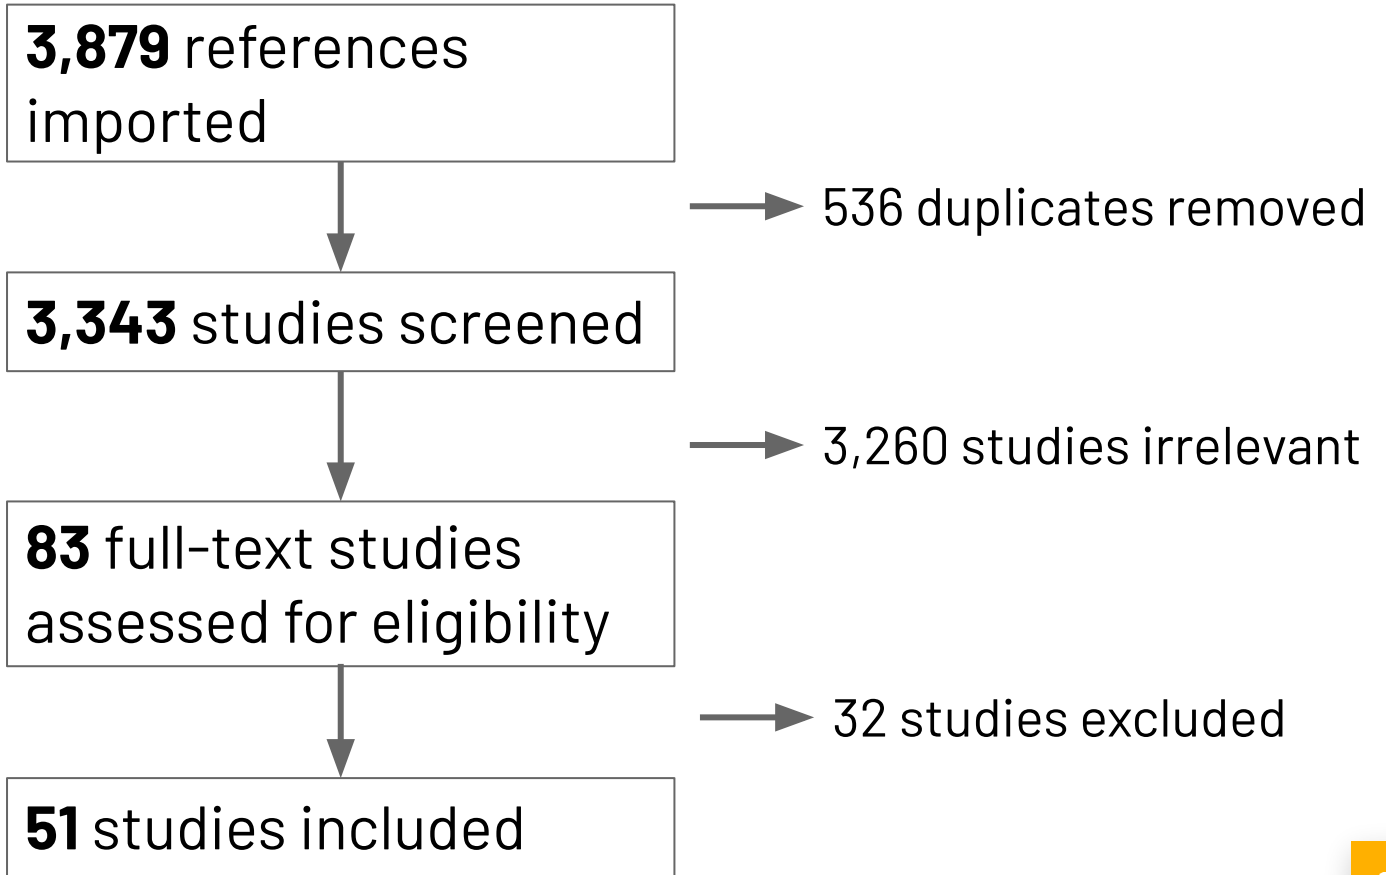 3,879 references
imported
536 duplicates removed
3,343 studies screened
3,260 studies irrelevant
83 full-text studies
assessed for eligibility
32 studies excluded
51 studies included